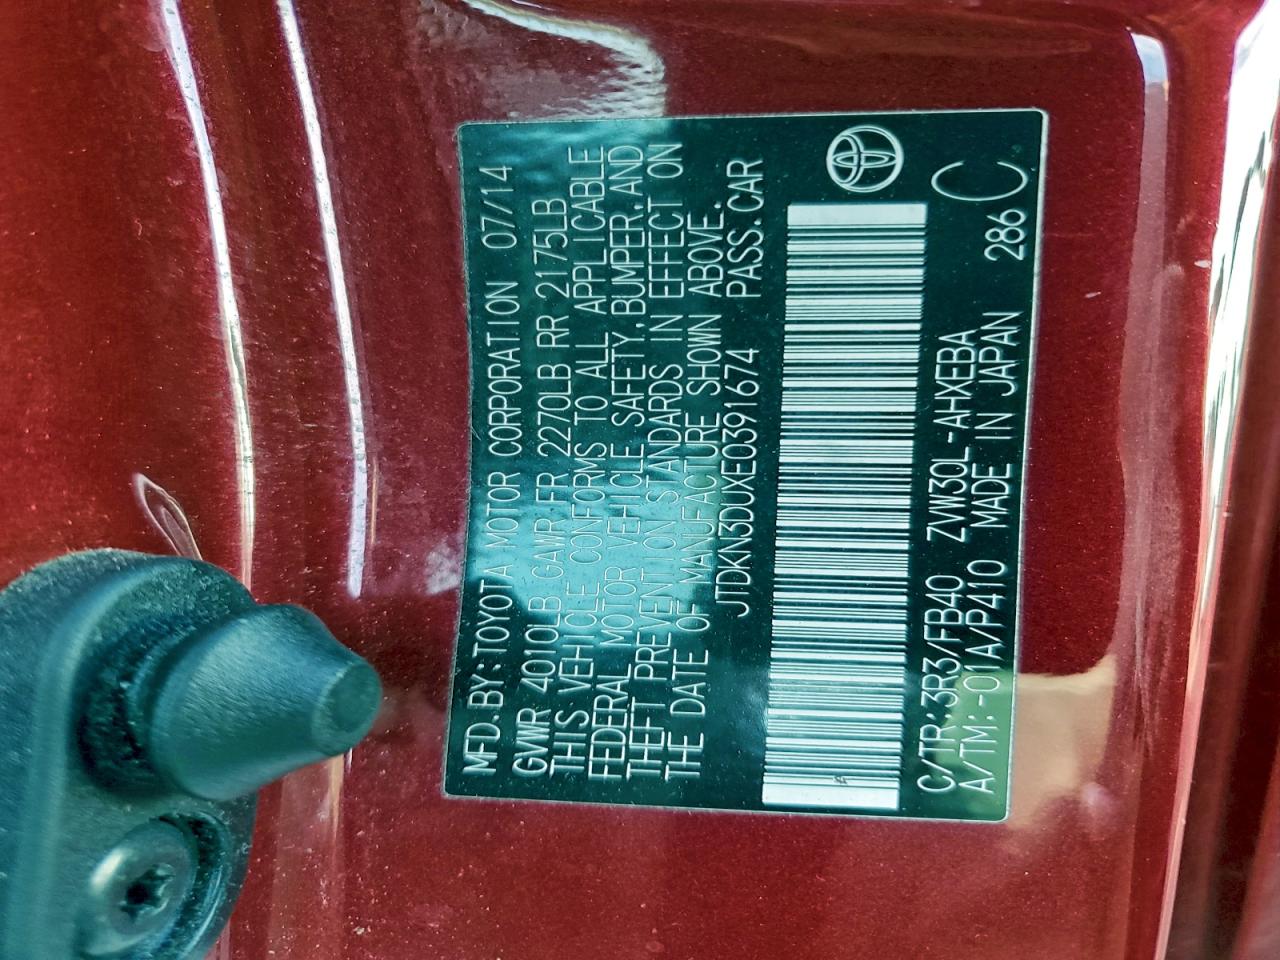 MFD.BY:TOYOTA MOTOR CORPORATION 07/14
GVWR 4010LB GAWR FR 2270LB RR 2175LB
THIS VEHICLE CONFORMS TO ALL APPLICABLE
FEDERAL MOTOR VEHICLE SAFETY,BUMPER,AND
THEFT PREVENTION STANDARDS IN EFFECT ON
THE DATE OF MANUFACTURE SHOWN ABOVE.
JTDKN3DUXE0391674 PASS.CAR
C/TR:3R3/FB40 ZVW30L-AHXEBA
A/TM:-01A/P410 MADE IN JAPAN 286 C